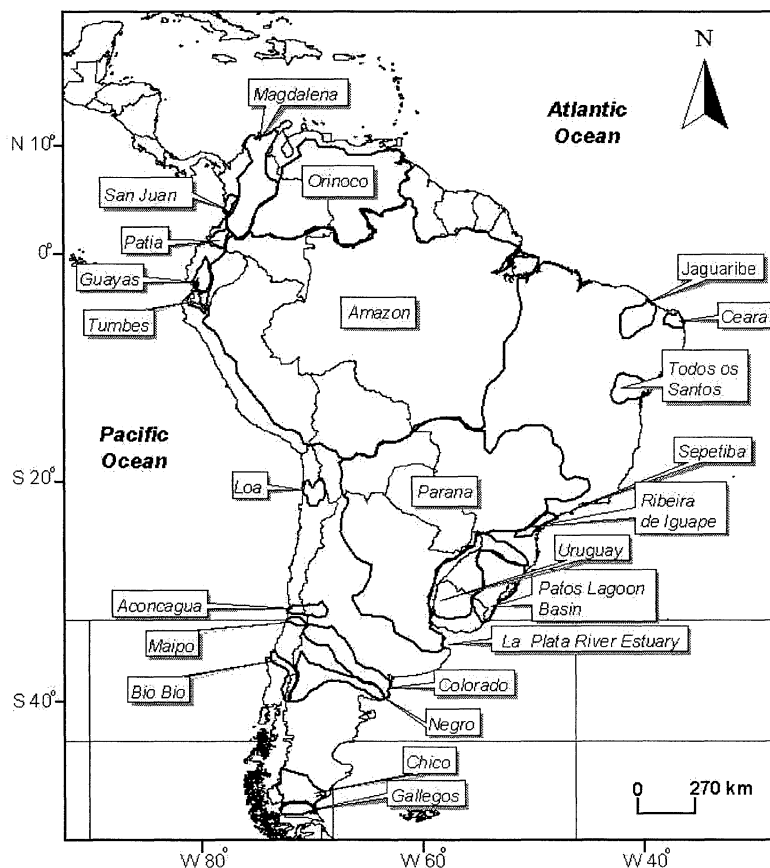 N
Magdalena
Atlantic
Ocean
N 10°
Orinoco
San Juan
Patia
0°
Jaguaribe
Guayas
Amazon
Ceara
Tumbes
Todos os
Santos
Pacific
Ocean
Sepetiba
S 20°
Loa
Parana
Ribeira
de Iguape
Uruguay
Aconcagua
Patos Lagoon
Basin
Maipo
La Plata River Estuary
Bio Bio
Colorado
S 40°
Negro
Chico
0 270 km
Gallegos
W 80° W 60° W 40°